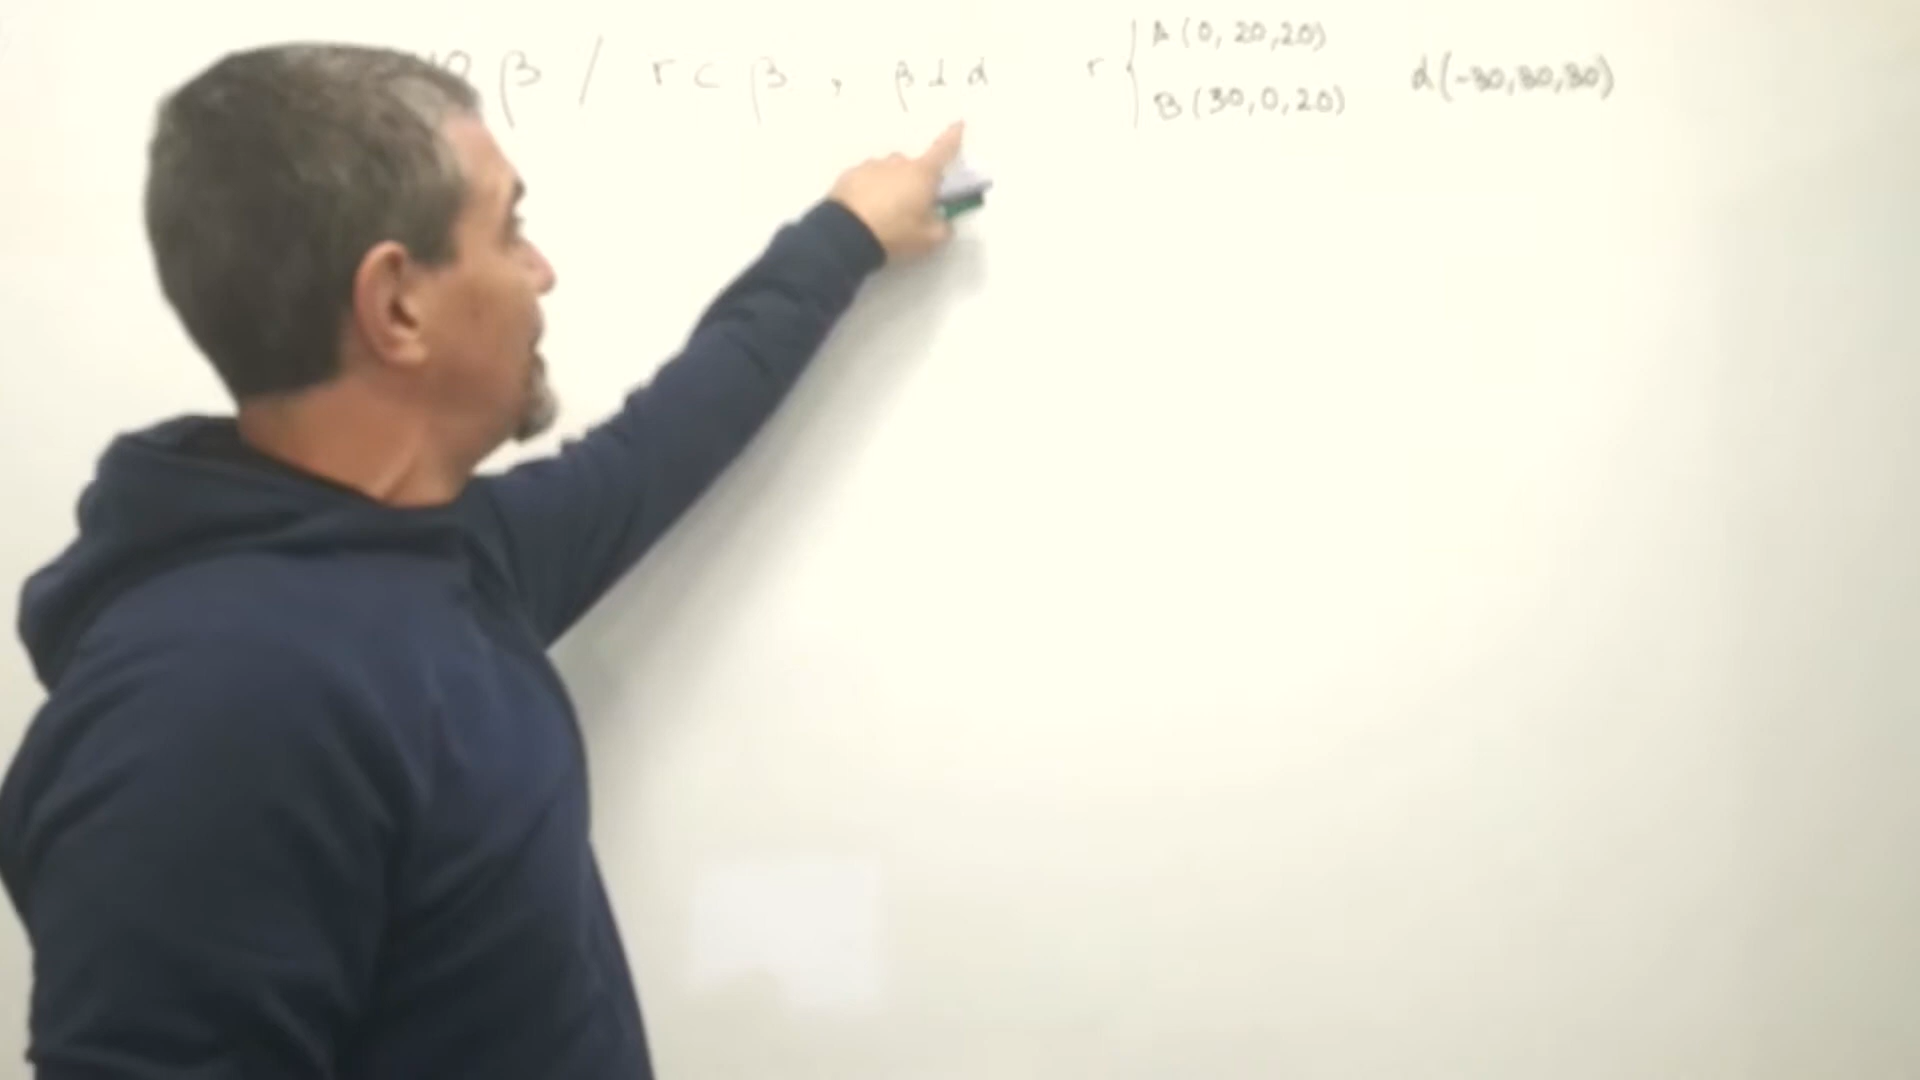 β / r ⊂ β , β ⊥ α r { A (0, 20, 20) α(-30,30,30)
B (30, 0, 20)